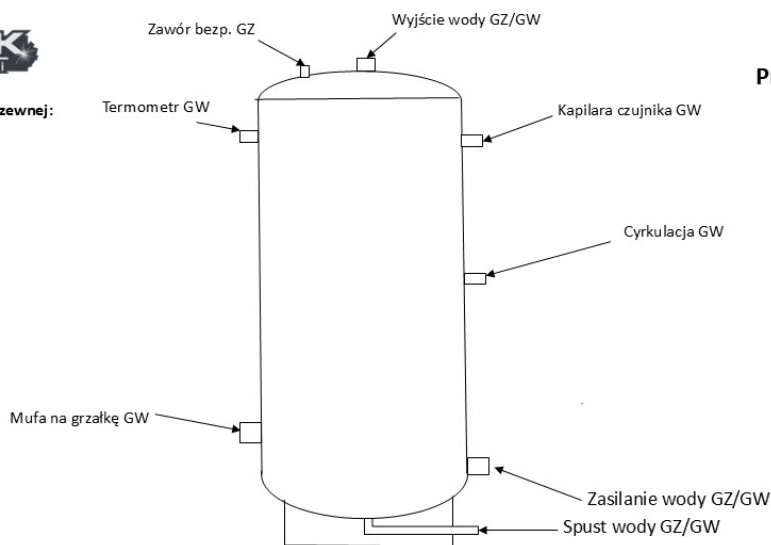 Zawór bezp. GZ
Wyjście wody GZ/GW
K
i
P
zewnej:
Termometr GW
Kapilara czujnika GW
Cyrkulacja GW
Mufa na grzałkę GW
Zasilanie wody GZ/GW
Spust wody GZ/GW